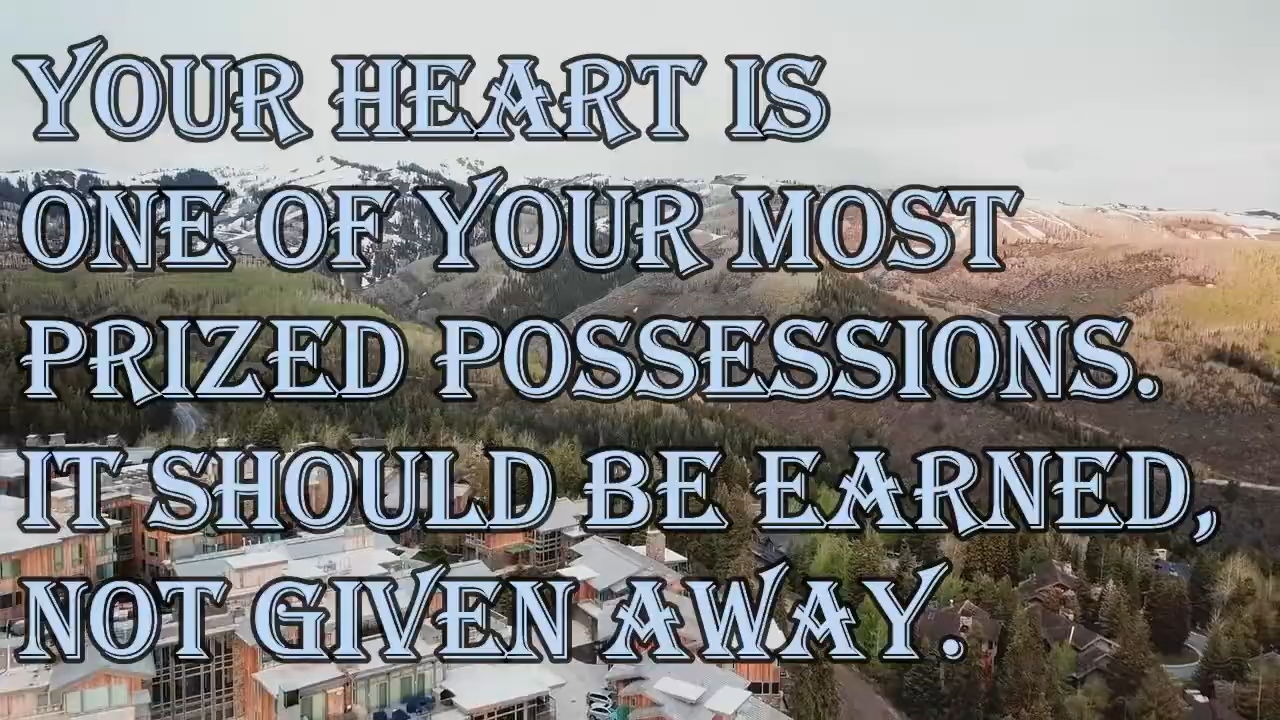 YOUR HEART IS
ONE OF YOUR MOST
PRIZED POSSESSIONS.
IT SHOULD BE EARNED,
NOT GIVEN AWAY.